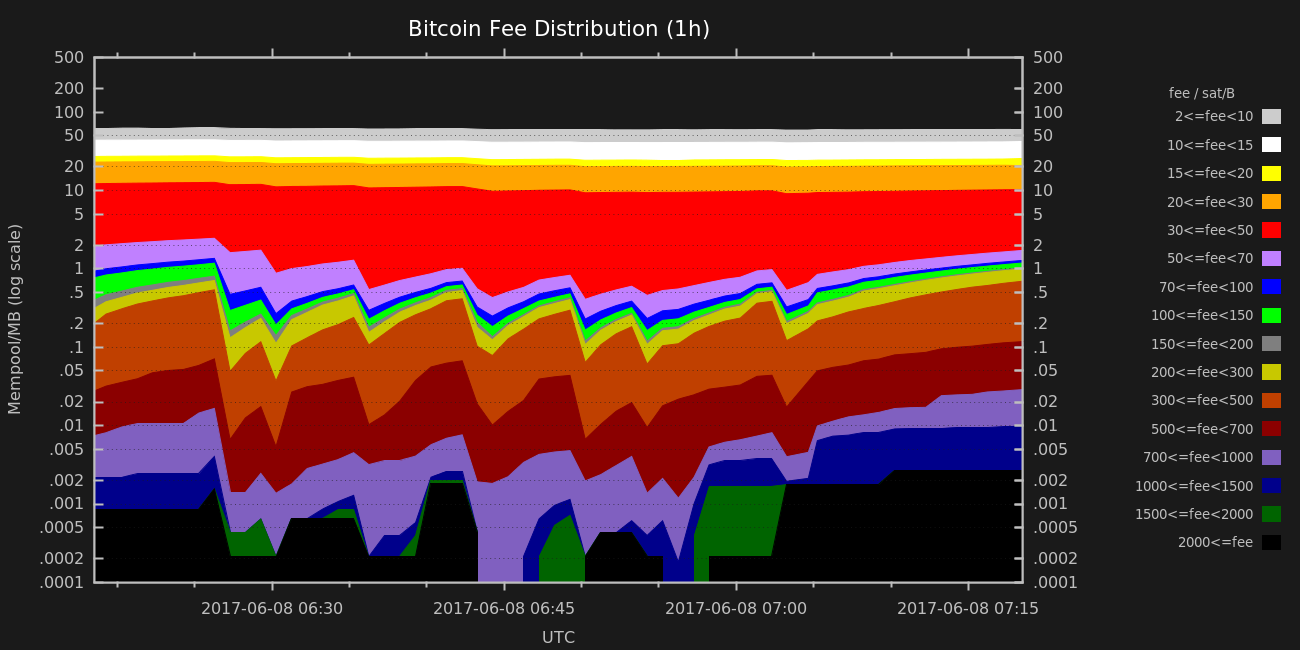 Bitcoin Fee Distribution (1h)
Mempool/MB (log scale)
500
200
100
50
20
10
5
2
1
.5
.2
.1
.05
.02
.01
.005
.002
.001
.0005
.0002
.0001
500
200
100
50
20
10
5
2
1
.5
.2
.1
.05
.02
.01
.005
.002
.001
.0005
.0002
.0001
2017-06-08 06:30
2017-06-08 06:45
2017-06-08 07:00
2017-06-08 07:15
UTC
fee / sat/B
2<=fee<10
10<=fee<15
15<=fee<20
20<=fee<30
30<=fee<50
50<=fee<70
70<=fee<100
100<=fee<150
150<=fee<200
200<=fee<300
300<=fee<500
500<=fee<700
700<=fee<1000
1000<=fee<1500
1500<=fee<2000
2000<=fee